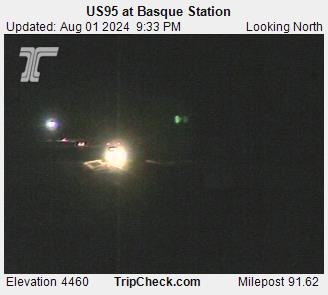 US95 at Basque Station
Updated: Aug 01 2024 9:33 PM Looking North
Elevation 4460 TripCheck.com Milepost 91.62